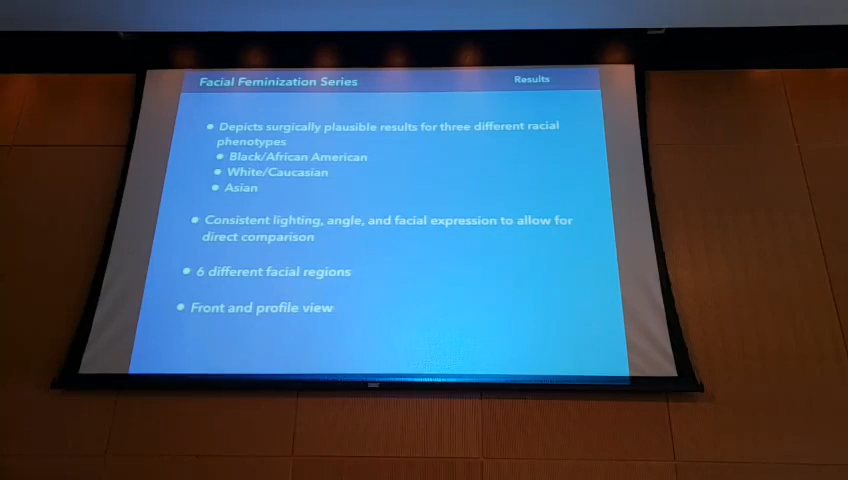 Facial Feminization Series
Results
• Depicts surgically plausible results for three different racial
phenotypes
• Black/African American
• White/Caucasian
• Asian
• Consistent lighting, angle, and facial expression to allow for
direct comparison
• 6 different facial regions
• Front and profile view